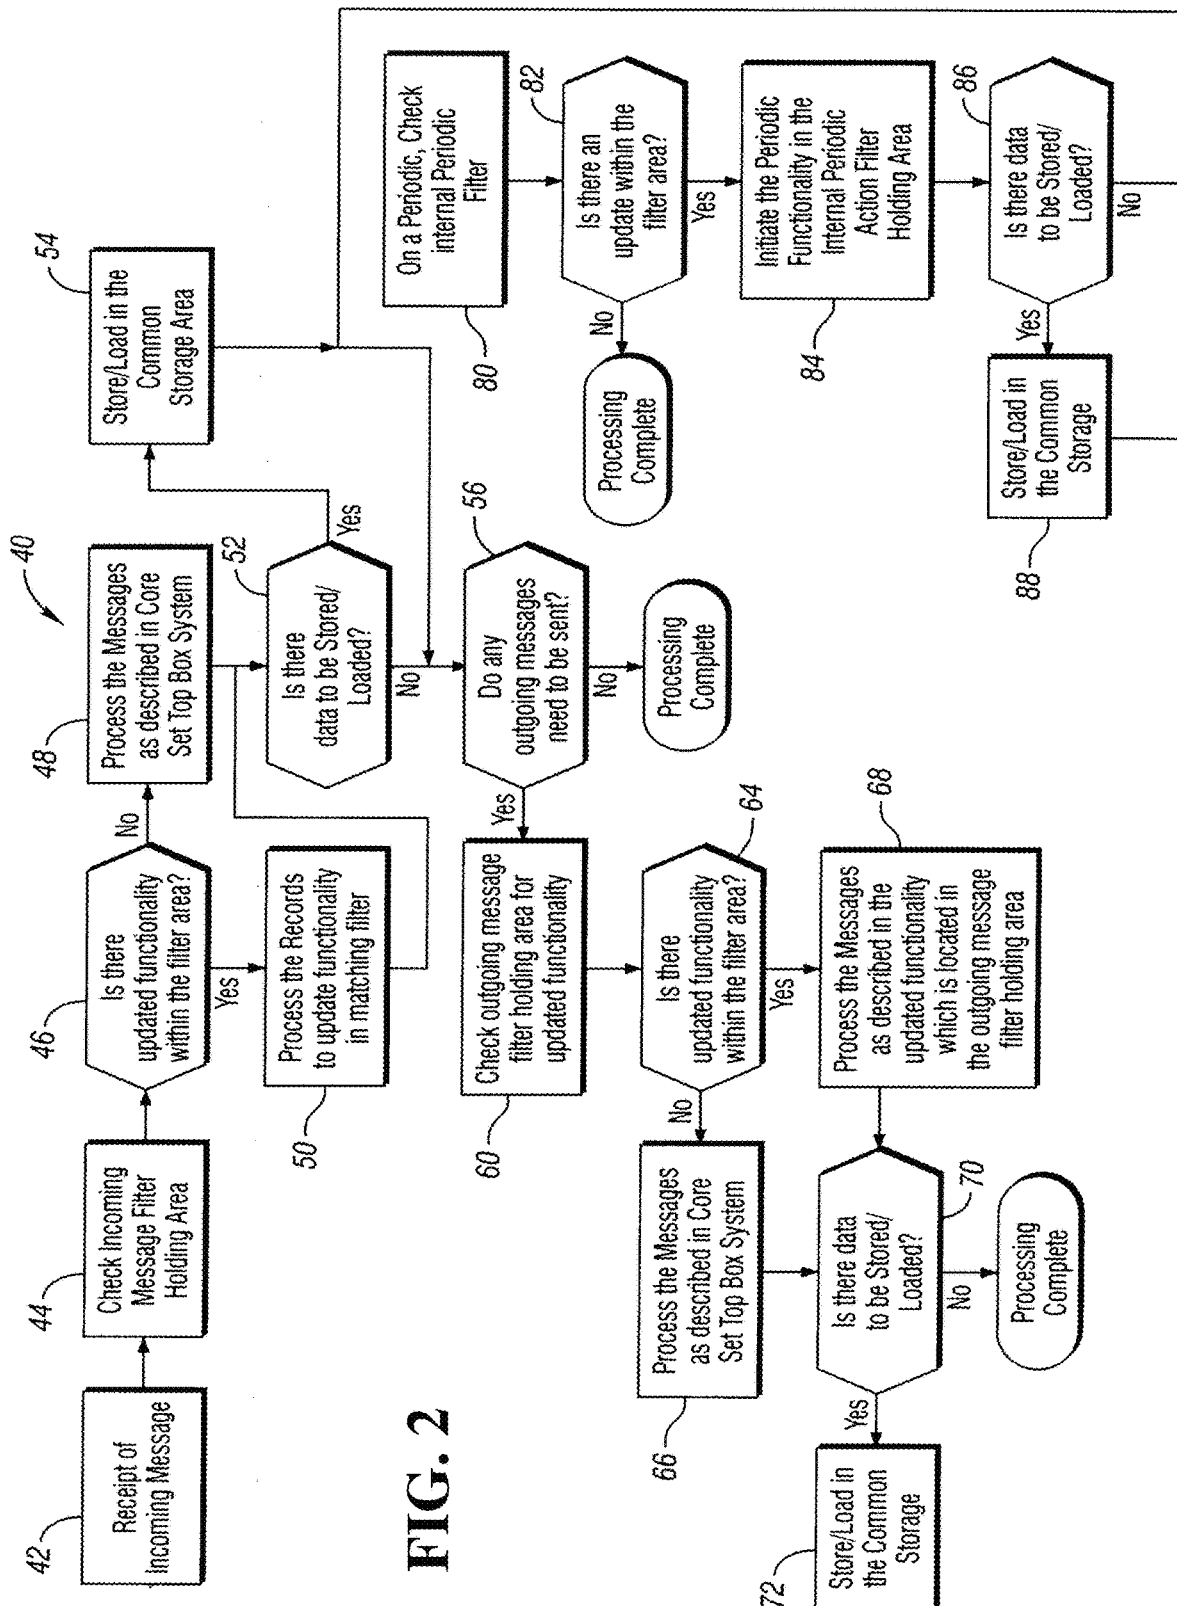 40
42
Receipt of
Incoming Message
44
Check Incoming
Message Filter
Holding Area
46
Is there
updated functionality
within the filter area?
No
Yes
48
Process the Messages
as described in Core
Set Top Box System
50
Process the Records
to update functionality
in matching filter
52
Is there
data to be Stored/
Loaded?
Yes
No
54
Store/Load in the
Common
Storage Area
56
Do any
outgoing messages
need to be sent?
Yes
No
Processing
Complete
60
Check outgoing message
filter holding area for
updated functionality
64
Is there
updated functionality
within the filter area?
No
Yes
66
Process the Messages
as described in Core
Set Top Box System
68
Process the Messages
as described in the
updated functionality
which is located in
the outgoing message
filter holding area
70
Is there data
to be Stored/
Loaded?
Yes
No
Processing
Complete
72
Store/Load in
the Common
Storage
80
On a Periodic, Check
internal Periodic
Filter
82
Is there an
update within the
filter area?
No
Yes
Processing
Complete
84
Initiate the Periodic
Functionality in the
Internal Periodic
Action Filter
Holding Area
86
Is there data
to be Stored/
Loaded?
Yes
No
88
Store/Load in
the Common
Storage
FIG. 2